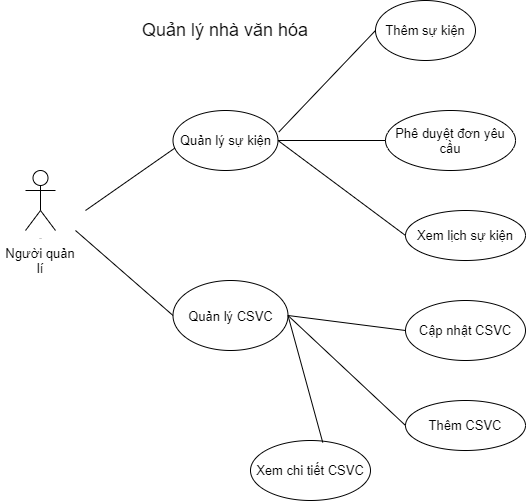 Quản lý nhà văn hóa
Thêm sự kiện
Quản lý sự kiện
Phê duyệt đơn yêu
cầu
Người quản
lí
Xem lịch sự kiện
Quản lý CSVC
Cập nhật CSVC
Thêm CSVC
Xem chi tiết CSVC